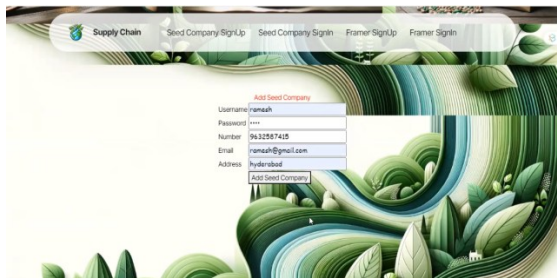 Supply Chain Seed Company SignUp Seed Company SignIn Framer SignUp Framer SignIn
Add Seed Company
Username ramesh
Password ••••
Number 9632587415
Email ramesh@gmail.com
Address hyderabad
Add Seed Company